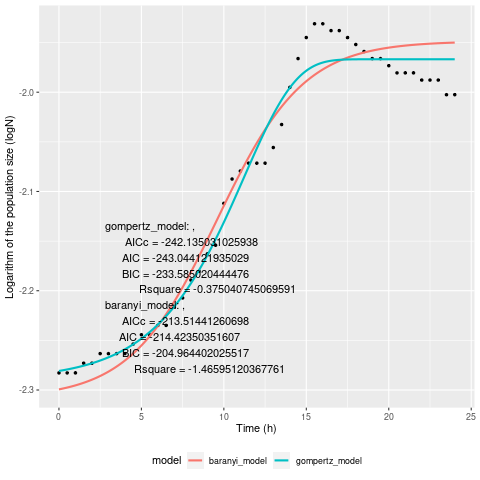 Logarithm of the population size (logN)
-2.0
-2.1
-2.2
-2.3
gompertz_model: ,
AICc = -242.135031025938
AIC = -243.044121935029
BIC = -233.585020444476
Rsquare = -0.375040745069591
baranyi_model: ,
AICc = -213.51441260698
AIC = -214.42350351607
BIC = -204.964402025517
Rsquare = -1.46595120367761
0 5 10 15 20 25
Time (h)
model baranyi_model gompertz_model